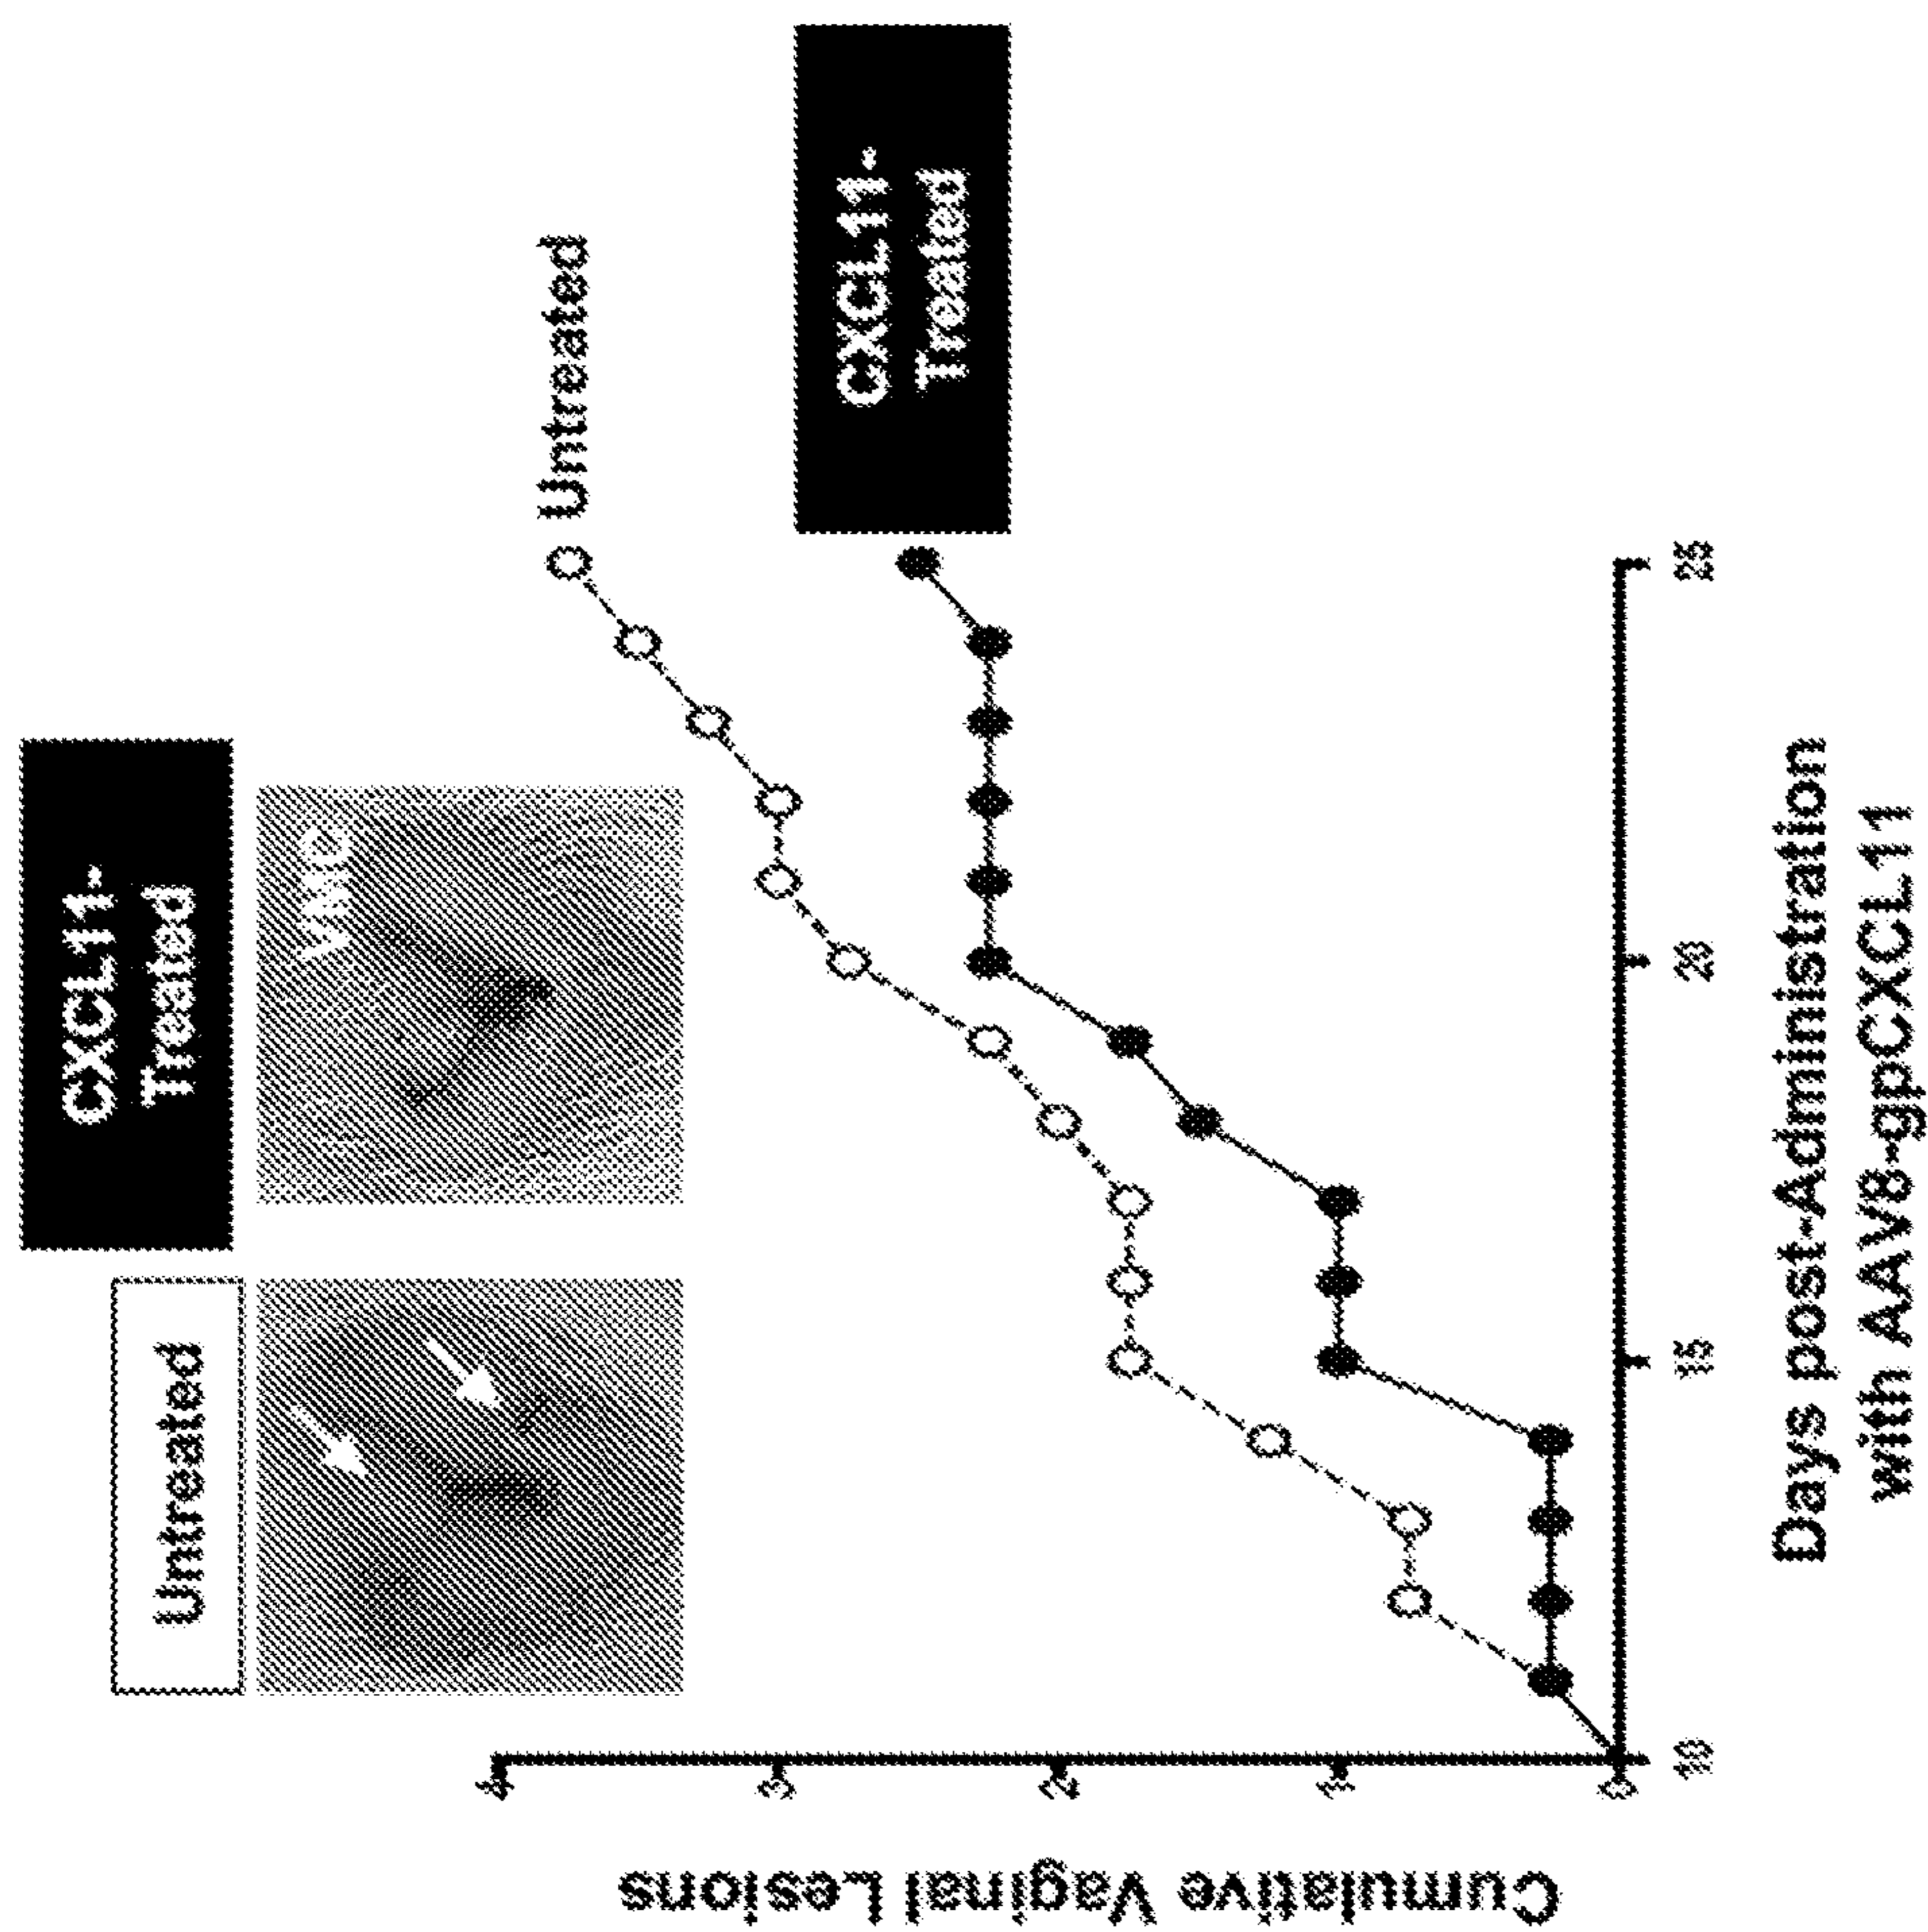 Untreated
CXCL11-
Treated
VMC
Untreated
CXCL11-
Treated
Cumulative Vaginal Lesions
4
3
2
1
0
10
15
20
25
Days post-Administration
with AAV8-gpCXCL11